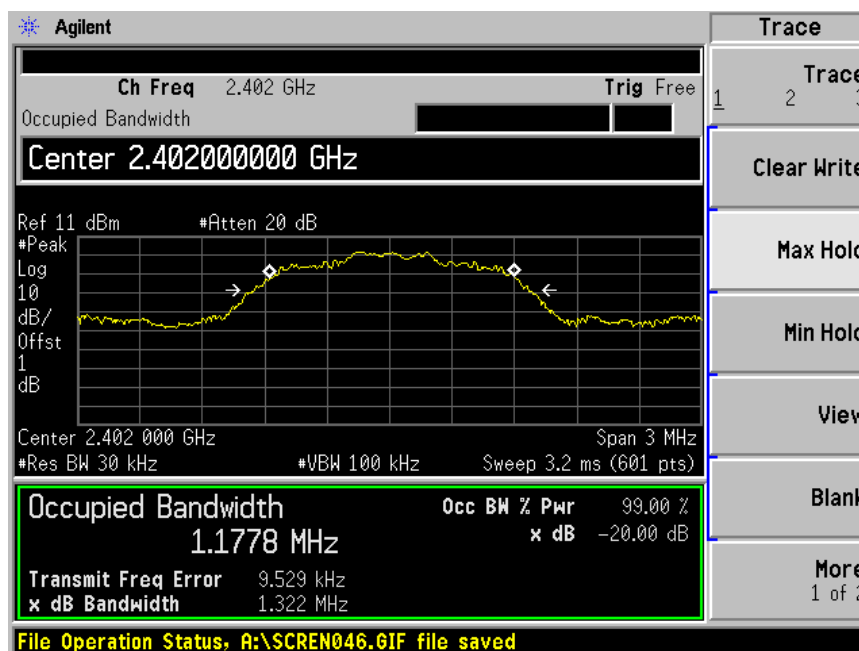 Agilent
Trace
Ch Freq 2.402 GHz Trig Free
Occupied Bandwidth
Center 2.402000000 GHz
Ref 11 dBm #Atten 20 dB
#Peak
Log
10
dB/
Offst
1
dB
Center 2.402 000 GHz Span 3 MHz
#Res BW 30 kHz #VBW 100 kHz Sweep 3.2 ms (601 pts)
Occupied Bandwidth
1.1778 MHz
Occ BW % Pwr 99.00 %
x dB -20.00 dB
Transmit Freq Error 9.529 kHz
x dB Bandwidth 1.322 MHz
File Operation Status, A:\SCREN046.GIF file saved
Trace
1 2
Clear Write
Max Hold
Min Hold
View
Blank
More
1 of